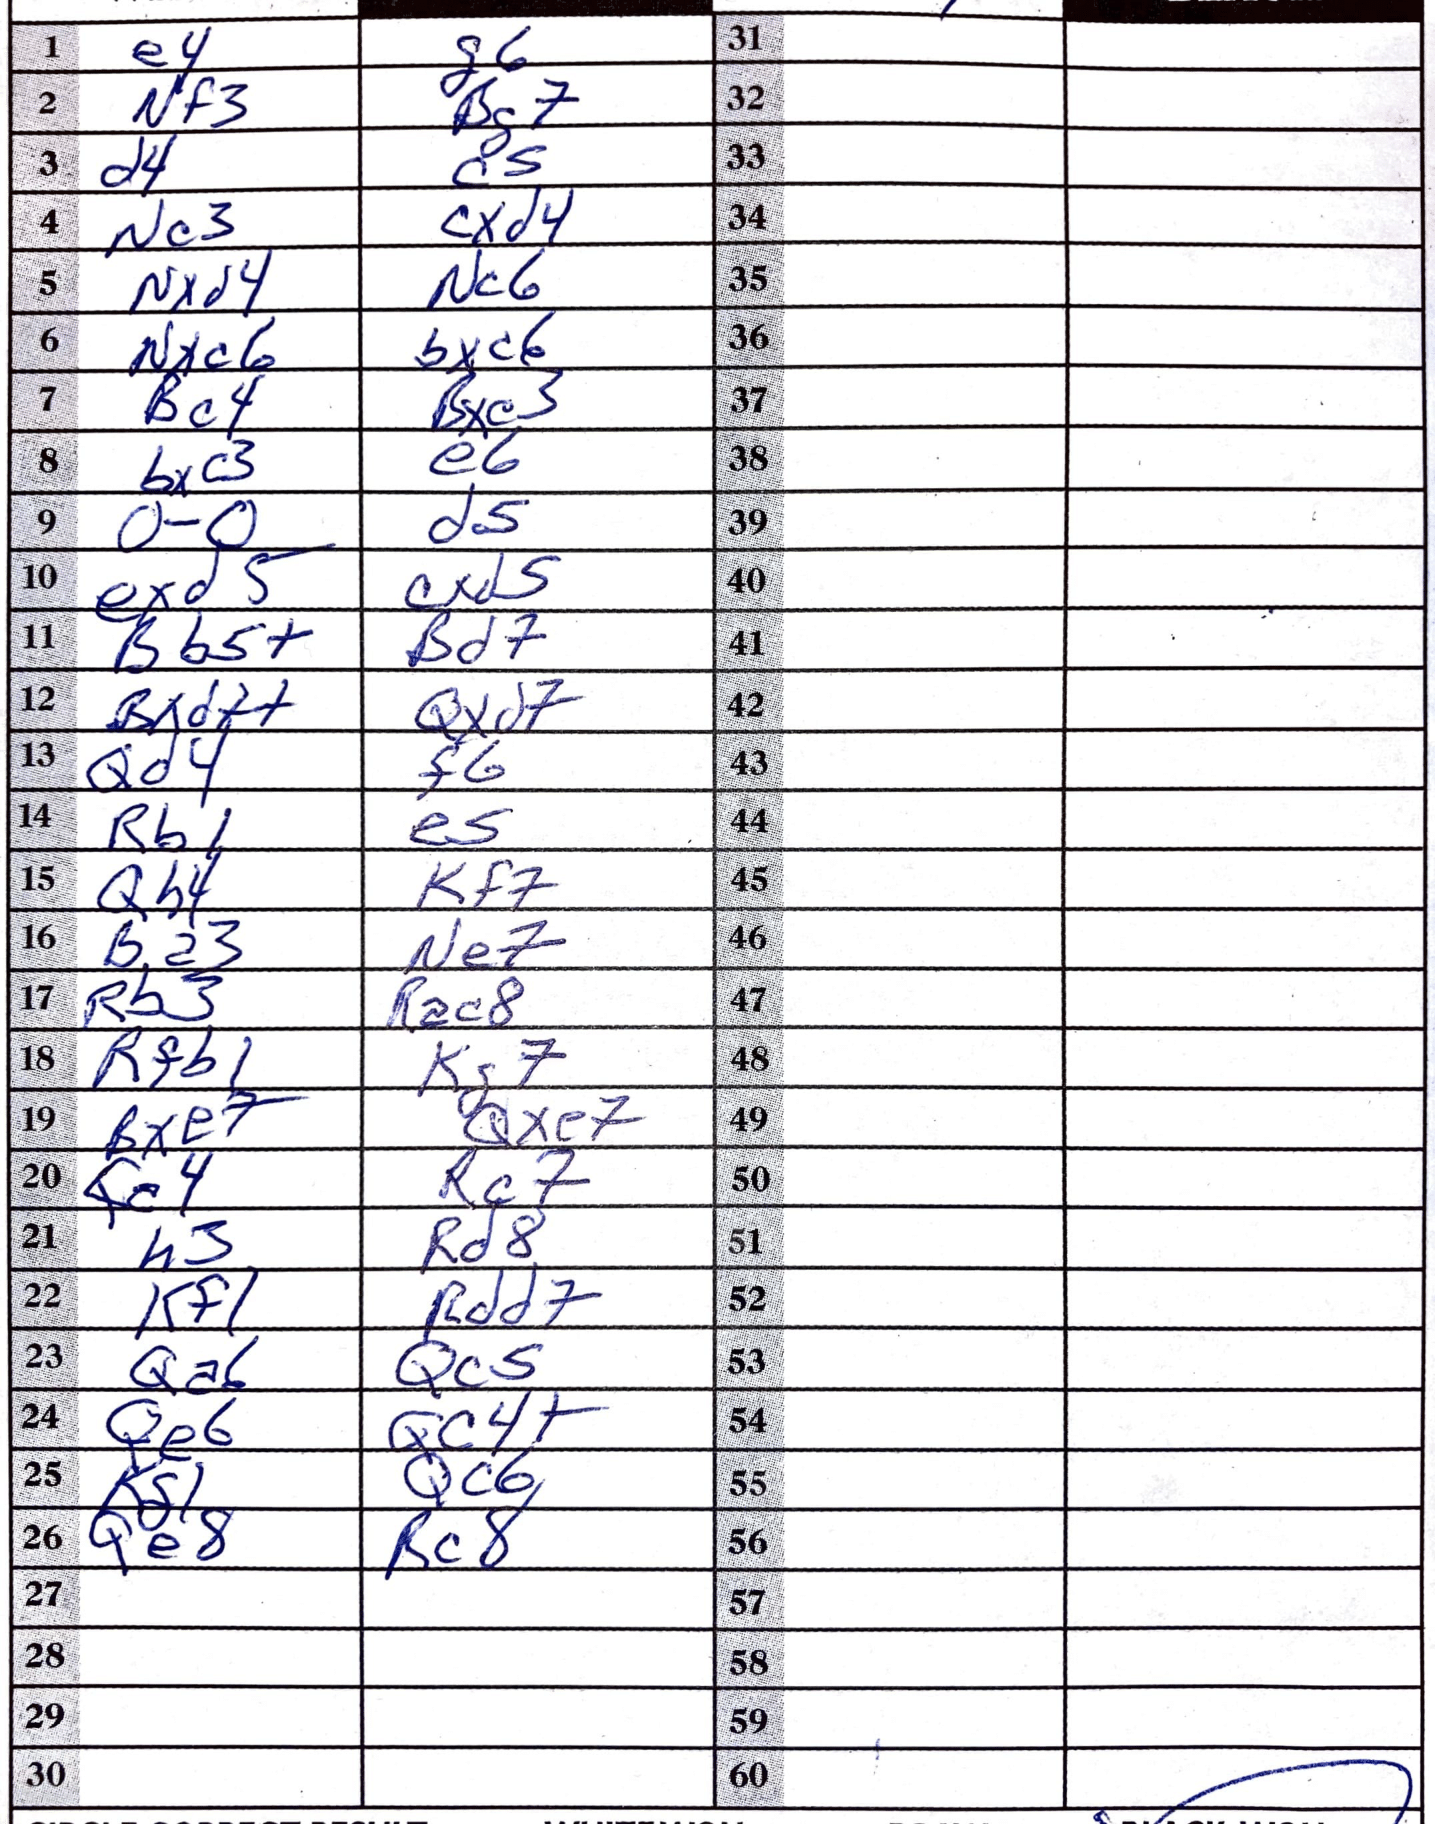 1 e4 g6 31
2 Nf3 Bg7 32
3 d4 c5 33
4 Nc3 cxd4 34
5 Nxd4 Nc6 35
6 Nxc6 bxc6 36
7 Bc4 Bxc3 37
8 bxc3 e6 38
9 O-O d5 39
10 exd5 cxd5 40
11 Bb5+ Bd7 41
12 Bxd7+ Qxd7 42
13 Qd4 f6 43
14 Rb1 e5 44
15 Qb4 Kf7 45
16 Ba3 Ne7 46
17 Rb3 Rac8 47
18 Rfb1 Kg7 48
19 Bxe7 Qxe7 49
20 Qa4 Rc7 50
21 h3 Rd8 51
22 Kf1 Rdd7 52
23 Qa6 Qc5 53
24 Qe6 Qc4+ 54
25 Kg1 Qc6 55
26 Qe8 Rc8 56
27 57
28 58
29 59
30 60